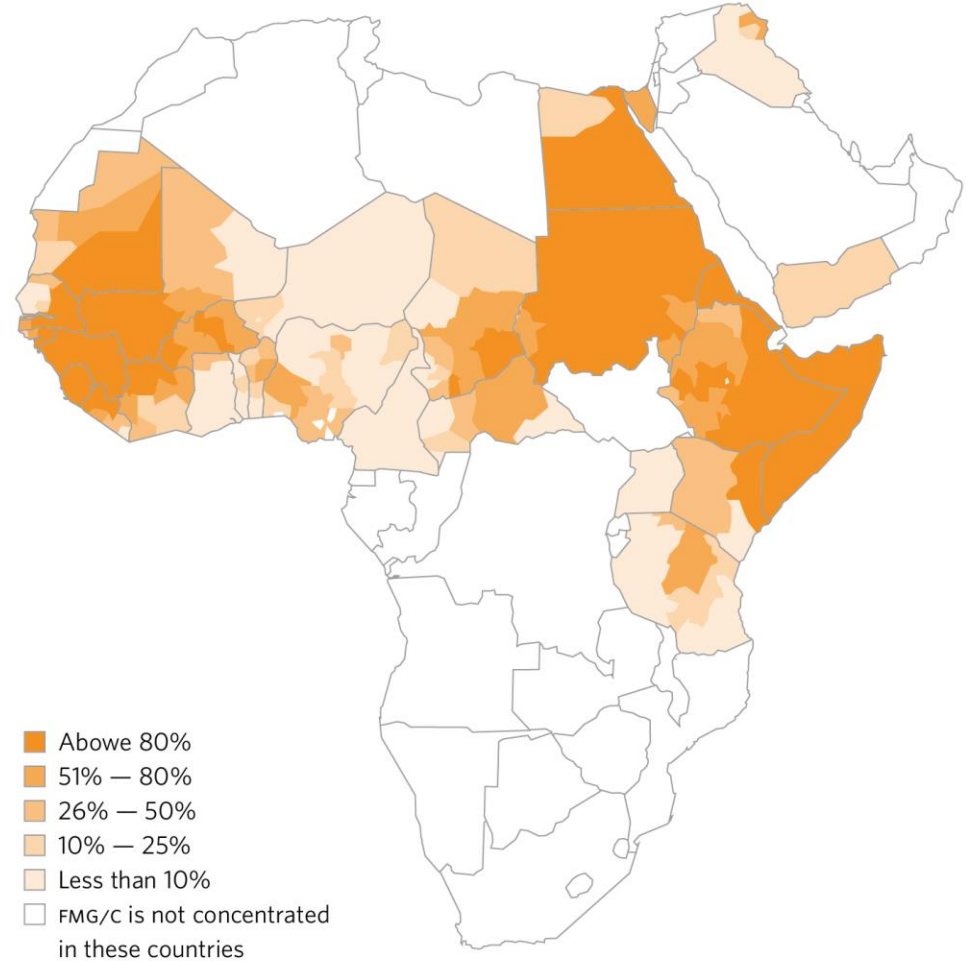 Abowe 80%
51% — 80%
26% — 50%
10% — 25%
Less than 10%
FMG/C is not concentrated
in these countries